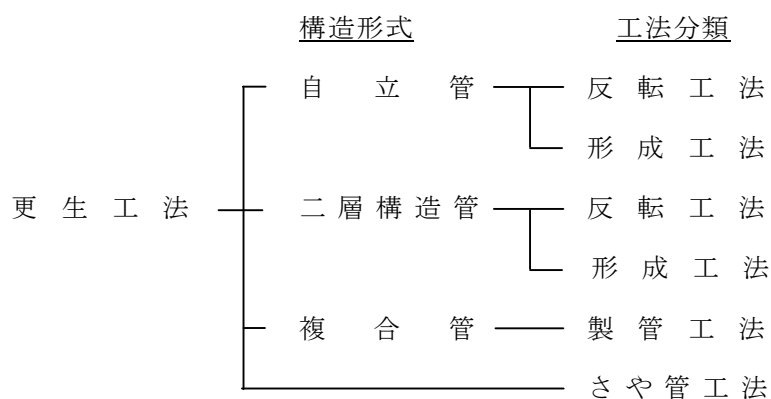 構造形式 工法分類
自立管 反転工法
形成工法
更生工法 二層構造管 反転工法
形成工法
複合管 製管工法
さや管工法